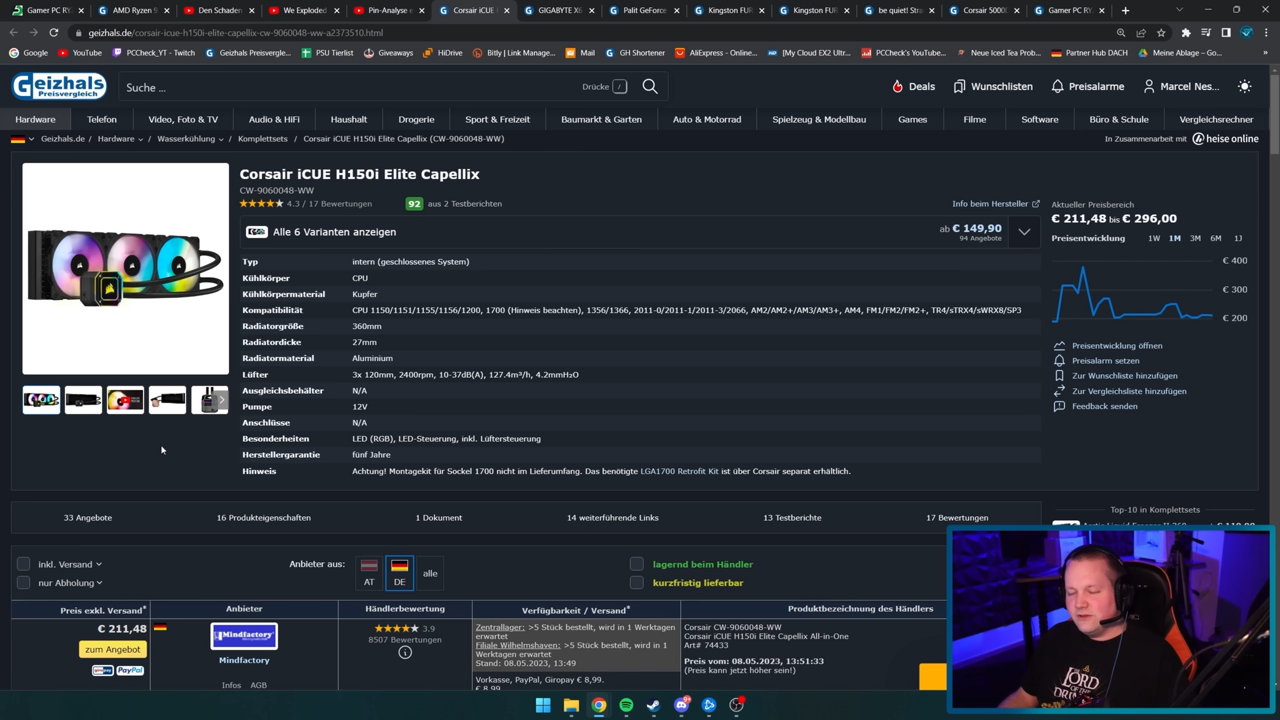 Gamer PC RY
AMD Ryzen 9
Den Schaden
We Exploded
Pin-Analyse e
Corsair iCUE H
GIGABYTE X6
Palit GeForce
Kingston FUR
Kingston FUR
be quiet! Stra
Corsair 5000D
Gamer PC RY
geizhals.de/corsair-icue-h150i-elite-capellix-cw-9060048-ww-a2373510.html
Google
YouTube
PCCheck_YT - Twitch
Geizhals Preisvergle...
PSU Tierlist
Giveaways
HiDrive
Bitly | Link Manage...
Mail
GH Shortener
AliExpress - Online...
[My Cloud EX2 Ultr...
PCCheck's YouTub...
Neue Iced Tea Prob...
Partner Hub DACH
Meine Ablage – Go...
Geizhals
Preisvergleich
Suche ...
Drücke /
Deals
Wunschlisten
Preisalarme
Marcel Nes...
Hardware
Telefon
Video, Foto & TV
Audio & HiFi
Haushalt
Drogerie
Sport & Freizeit
Baumarkt & Garten
Auto & Motorrad
Spielzeug & Modellbau
Games
Filme
Software
Büro & Schule
Vergleichsrechner
Geizhals.de / Hardware / Wasserkühlung / Komplettsets / Corsair iCUE H150i Elite Capellix (CW-9060048-WW)
In Zusammenarbeit mit heise online
Corsair iCUE H150i Elite Capellix
CW-9060048-WW
4.3 / 17 Bewertungen
92 aus 2 Testberichten
Info beim Hersteller
Alle 6 Varianten anzeigen
ab € 149,90
94 Angebote
Typ intern (geschlossenes System)
Kühlkörper CPU
Kühlkörpermaterial Kupfer
Kompatibilität CPU 1150/1151/1155/1156/1200, 1700 (Hinweis beachten), 1356/1366, 2011-0/2011-1/2011-3/2066, AM2/AM2+/AM3/AM3+, AM4, FM1/FM2/FM2+, TR4/sTRX4/sWRX8/SP3
Radiatorgröße 360mm
Radiatordicke 27mm
Radiatormaterial Aluminium
Lüfter 3x 120mm, 2400rpm, 10-37dB(A), 127.4m³/h, 4.2mmH₂O
Ausgleichsbehälter N/A
Pumpe 12V
Anschlüsse N/A
Besonderheiten LED (RGB), LED-Steuerung, inkl. Lüftersteuerung
Herstellergarantie fünf Jahre
Hinweis Achtung! Montagekit für Sockel 1700 nicht im Lieferumfang. Das benötigte LGA1700 Retrofit Kit ist über Corsair separat erhältlich.
Aktueller Preisbereich
€ 211,48 bis € 296,00
Preisentwicklung 1W 1M 3M 6M 1J
€ 400
€ 300
€ 200
Preisentwicklung öffnen
Preisalarm setzen
Zur Wunschliste hinzufügen
Zur Vergleichsliste hinzufügen
Feedback senden
33 Angebote
16 Produkteigenschaften
1 Dokument
14 weiterführende Links
13 Testberichte
17 Bewertungen
Top-10 in Komplettsets
inkl. Versand
nur Abholung
Anbieter aus:
AT
DE
alle
lagernd beim Händler
kurzfristig lieferbar
Preis exkl. Versand*
Anbieter
Händlerbewertung
Verfügbarkeit / Versand*
Produktbezeichnung des Händlers
€ 211,48
zum Angebot
PayPal
Mindfactory
Mindfactory
Infos AGB
3.9
8507 Bewertungen
Zentrallager: >5 Stück bestellt, wird in 1 Werktagen
erwartet
Filiale Wilhelmshaven: >5 Stück bestellt, wird in 1
Werktagen erwartet
Stand: 08.05.2023, 13:49
Vorkasse, PayPal, Giropay € 8,99.
€ 8,99
Corsair CW-9060048-WW
Corsair iCUE H150i Elite Capellix All-in-One
Art# 74433
Preis vom: 08.05.2023, 13:51:33
(Preis kann jetzt höher sein!)
THE
LORD
OF THE